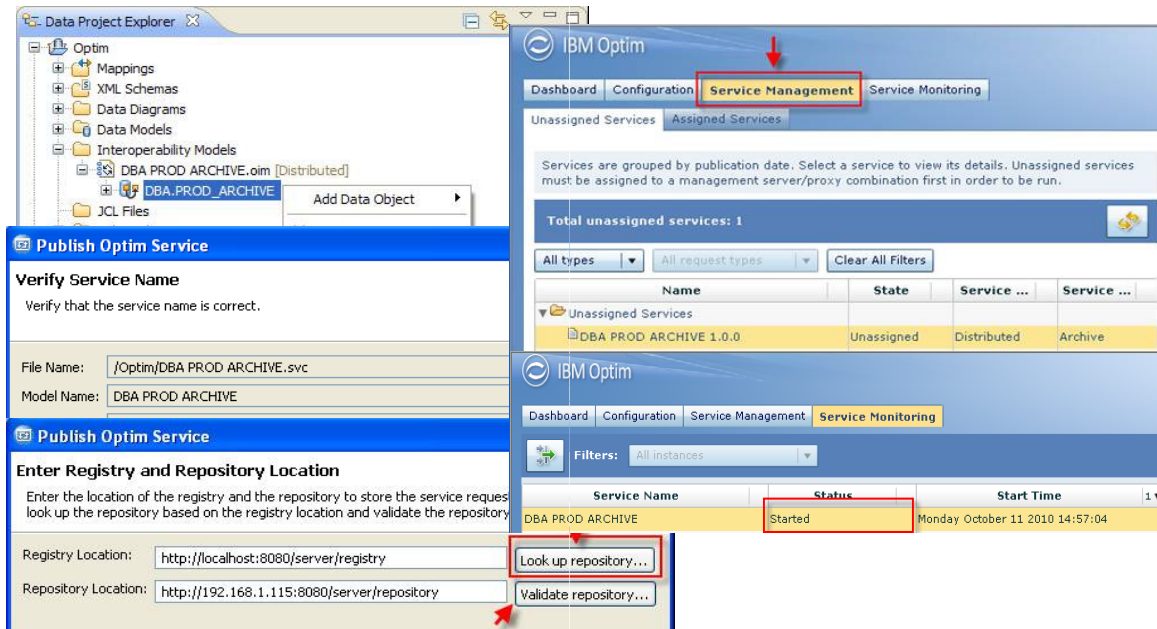 Data Project Explorer
Optim
Mappings
XML Schemas
Data Diagrams
Data Models
Interoperability Models
DBA PROD ARCHIVE.oim [Distributed]
DBA.PROD_ARCHIVE
Add Data Object
JCL Files
Publish Optim Service
Verify Service Name
Verify that the service name is correct.
File Name: /Optim/DBA PROD ARCHIVE.svc
Model Name: DBA PROD ARCHIVE
Publish Optim Service
Enter Registry and Repository Location
Enter the location of the registry and the repository to store the service reques
look up the repository based on the registry location and validate the repository
Registry Location: http://localhost:8080/server/registry Look up repository...
Repository Location: http://192.168.1.115:8080/server/repository Validate repository...
IBM Optim
Dashboard Configuration Service Management Service Monitoring
Unassigned Services Assigned Services
Services are grouped by publication date. Select a service to view its details. Unassigned services
must be assigned to a management server/proxy combination first in order to be run.
Total unassigned services: 1
All types All request types Clear All Filters
Name State Service ... Service ...
Unassigned Services
DBA PROD ARCHIVE 1.0.0 Unassigned Distributed Archive
IBM Optim
Dashboard Configuration Service Management Service Monitoring
Filters: All instances
Service Name Status Start Time 1
DBA PROD ARCHIVE Started Monday October 11 2010 14:57:04